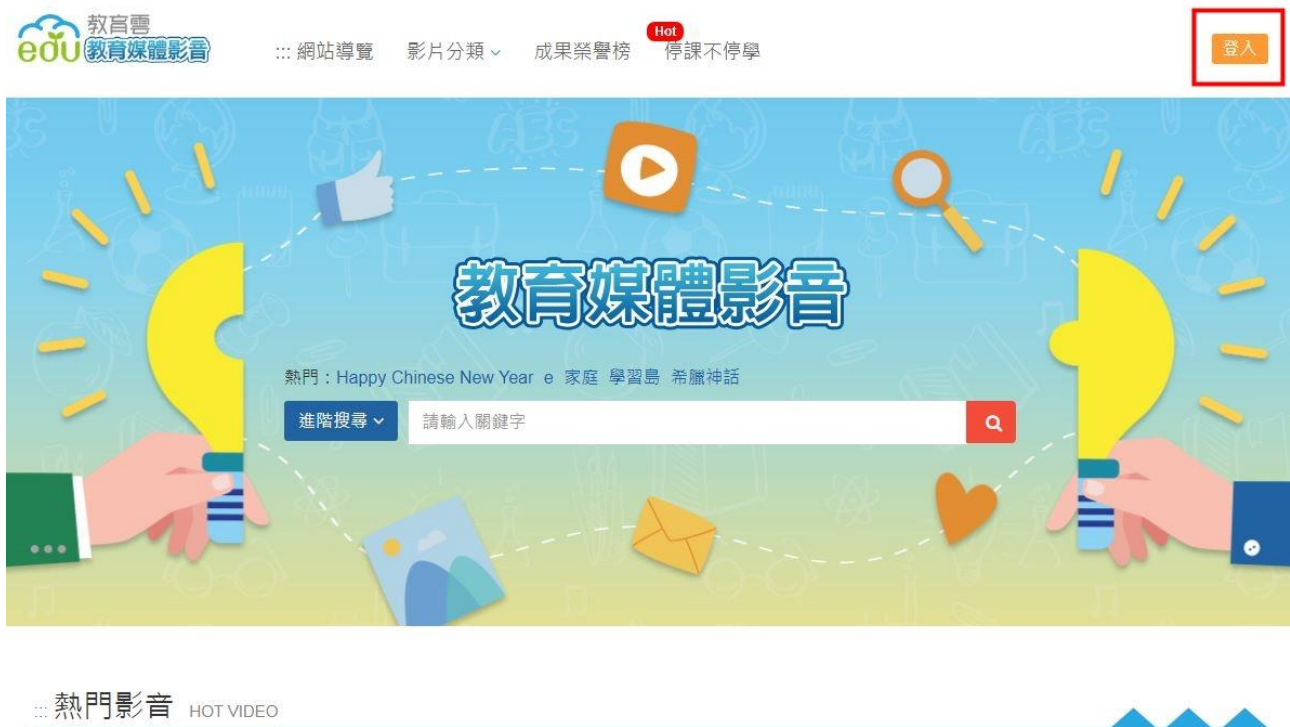 教育雲
edu 教育媒體影音
::: 網站導覽 影片分類 成果榮譽榜 Hot 停課不停學 登入
教育媒體影音
熱門：Happy Chinese New Year e 家庭 學習島 希臘神話
進階搜尋 請輸入關鍵字
::: 熱門影音 HOT VIDEO